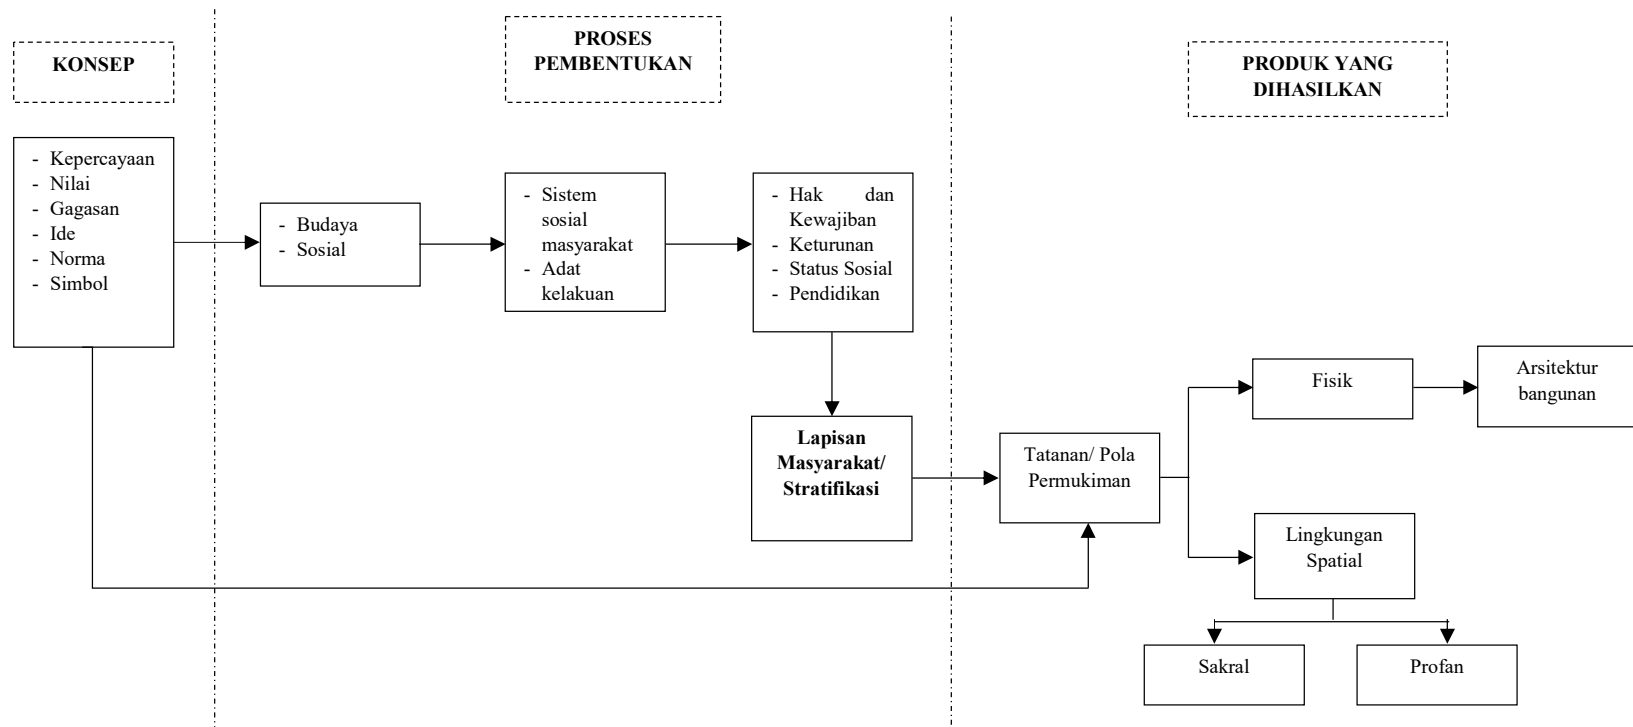 KONSEP
PROSES
PEMBENTUKAN
PRODUK YANG
DIHASILKAN
- Kepercayaan
- Nilai
- Gagasan
- Ide
- Norma
- Simbol
- Budaya
- Sosial
- Sistem
sosial
masyarakat
- Adat
kelakuan
- Hak dan
Kewajiban
- Keturunan
- Status Sosial
- Pendidikan
Lapisan
Masyarakat/
Stratifikasi
Tatanan/ Pola
Permukiman
Fisik
Arsitektur
bangunan
Lingkungan
Spatial
Sakral
Profan